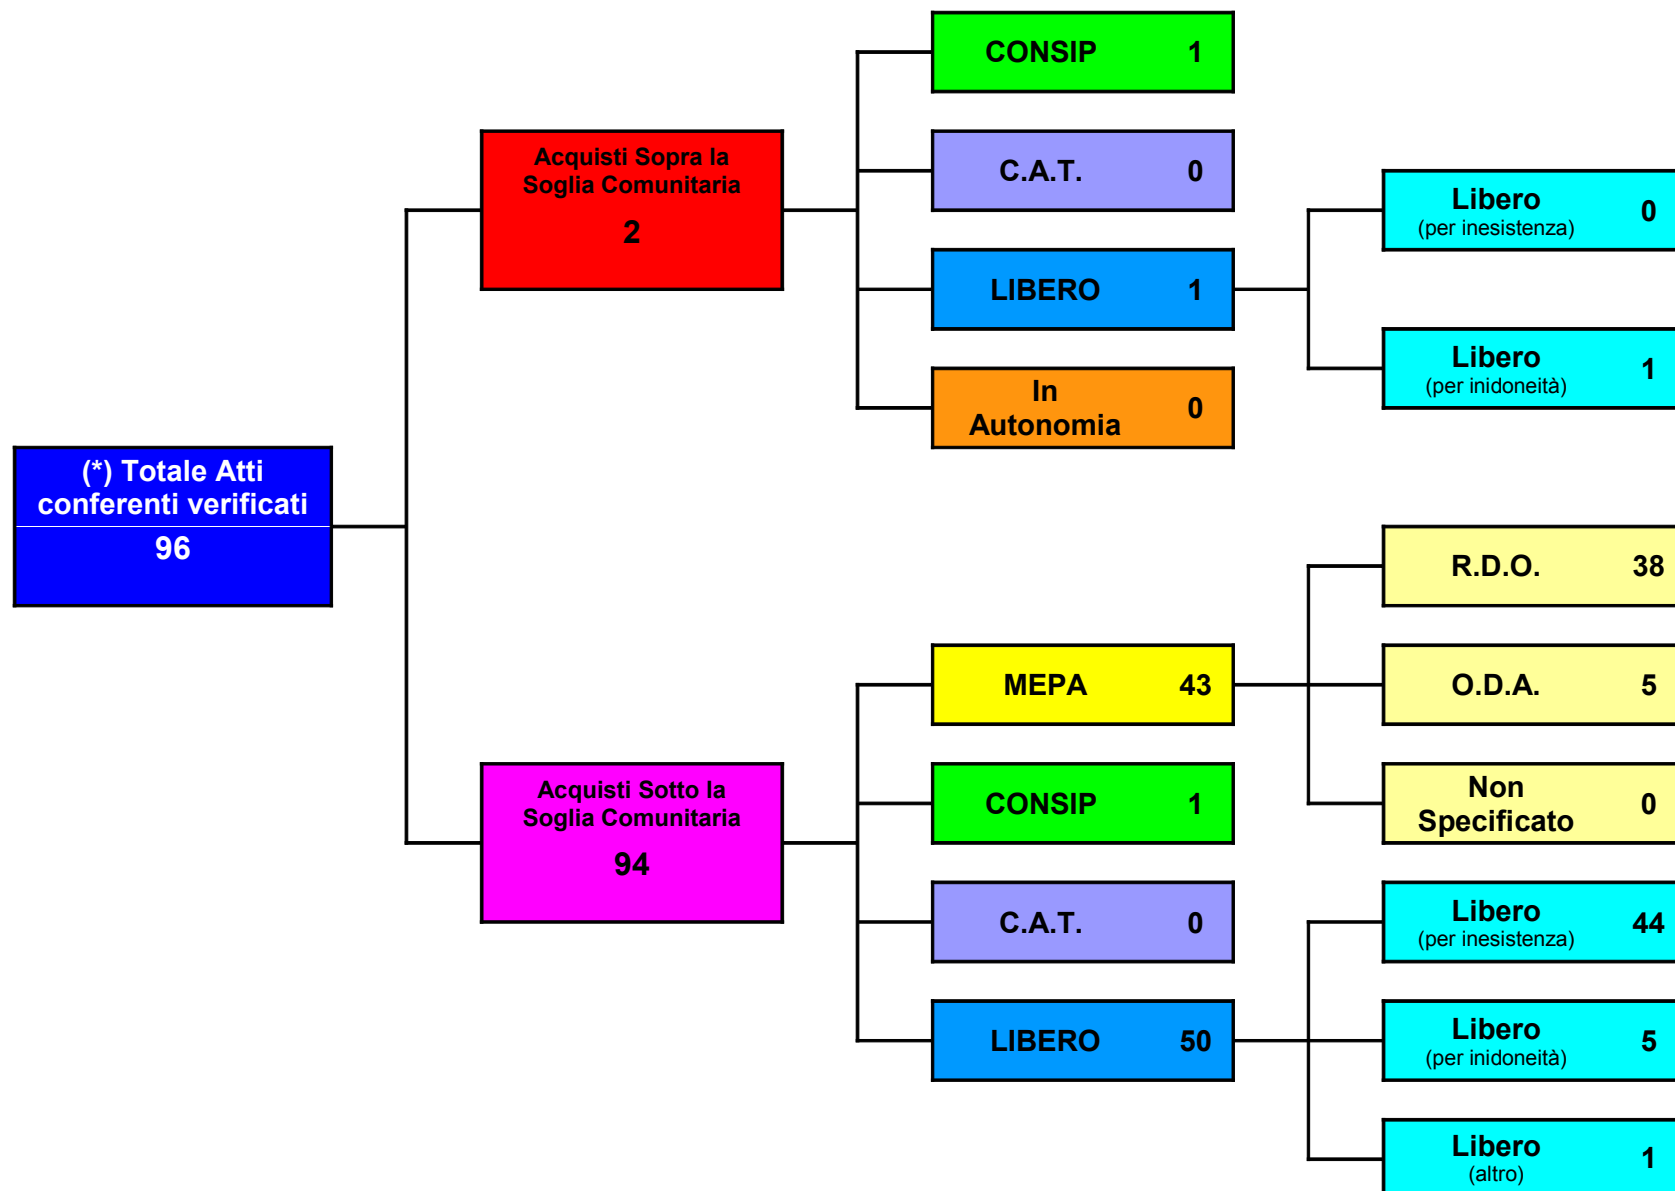 CONSIP 1
Acquisti Sopra la
Soglia Comunitaria
2
C.A.T. 0
Libero 0
(per inesistenza)
LIBERO 1
Libero 1
(per inidoneità)
In
Autonomia 0
(*) Totale Atti
conferenti verificati
96
R.D.O. 38
MEPA 43
O.D.A. 5
Acquisti Sotto la
Soglia Comunitaria
94
CONSIP 1
Non
Specificato 0
C.A.T. 0
Libero 44
(per inesistenza)
LIBERO 50
Libero 5
(per inidoneità)
Libero 1
(altro)